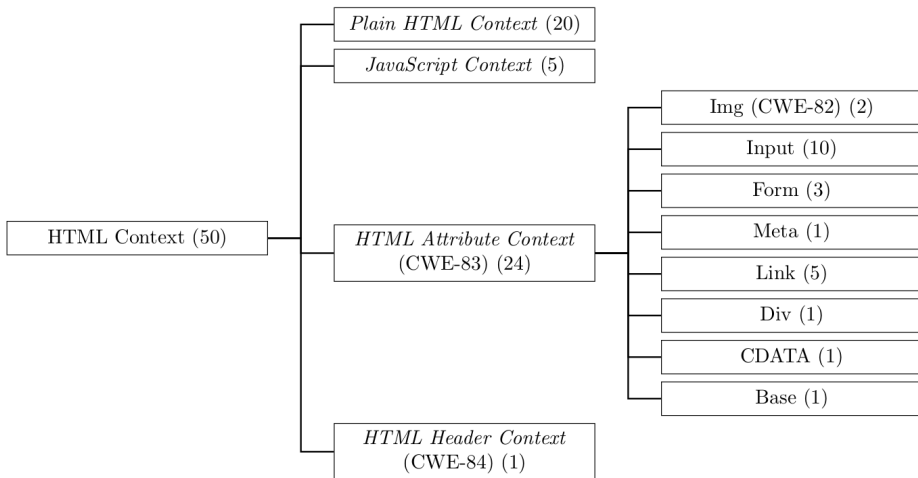 Plain HTML Context (20)
JavaScript Context (5)
Img (CWE-82) (2)
Input (10)
Form (3)
Meta (1)
HTML Context (50)
HTML Attribute Context
(CWE-83) (24)
Link (5)
Div (1)
CDATA (1)
Base (1)
HTML Header Context
(CWE-84) (1)